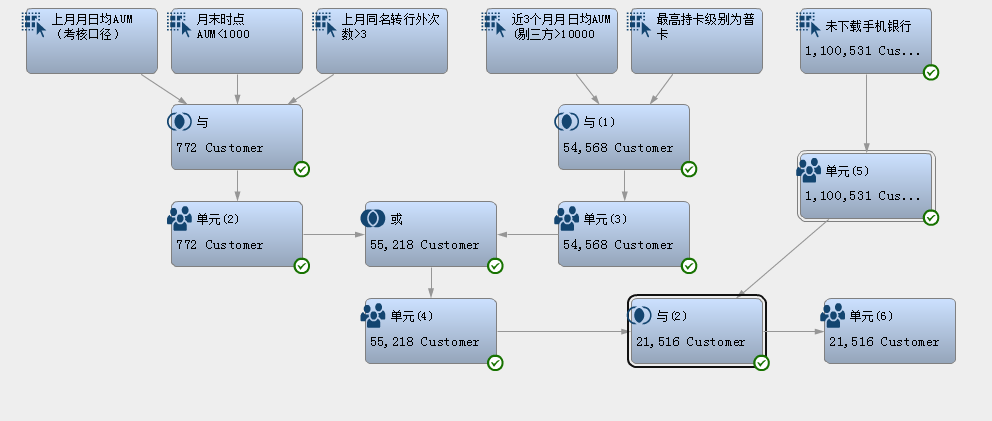 上月月日均AUM
（考核口径）
月末时点
AUM<1000
上月同名转行外次
数>3
近3个月月日均AUM
(剔三方>10000
最高持卡级别为普
卡
未下载手机银行
1,100,531 Cus...
与
772 Customer
与(1)
54,568 Customer
单元(5)
1,100,531 Cus...
单元(2)
772 Customer
或
55,218 Customer
单元(3)
54,568 Customer
单元(4)
55,218 Customer
与(2)
21,516 Customer
单元(6)
21,516 Customer